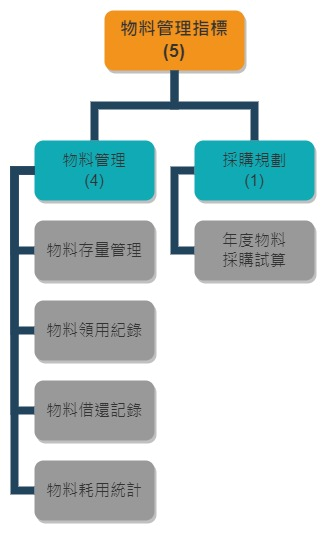 物料管理指標
(5)
物料管理
(4)
物料存量管理
物料領用紀錄
物料借還記錄
物料耗用統計
採購規劃
(1)
年度物料
採購試算